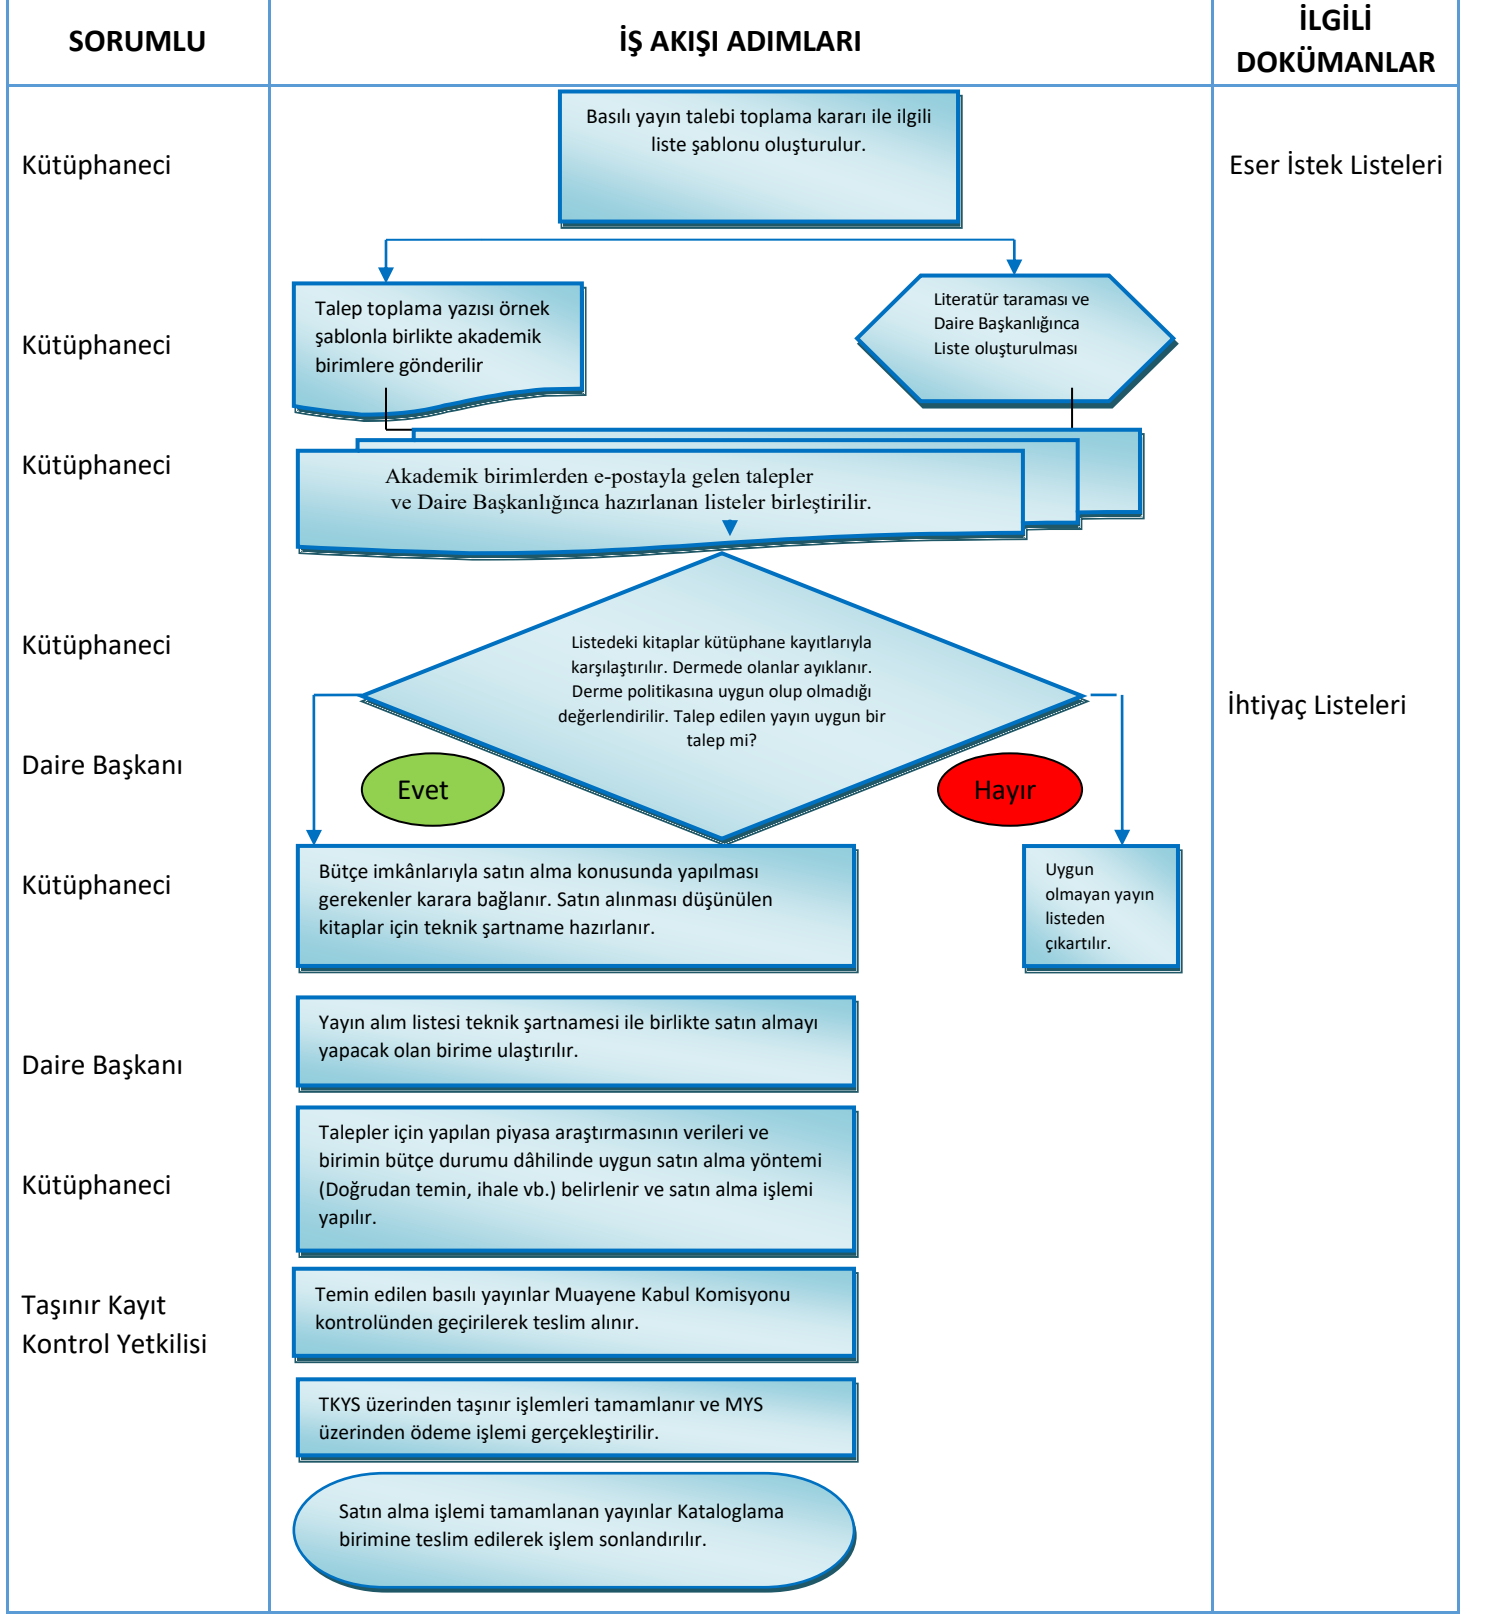 SORUMLU
İŞ AKIŞI ADIMLARI
İLGİLİ
DOKÜMANLAR
Kütüphaneci
Basılı yayın talebi toplama kararı ile ilgili
liste şablonu oluşturulur.
Eser İstek Listeleri
Kütüphaneci
Talep toplama yazısı örnek
şablonla birlikte akademik
birimlere gönderilir
Literatür taraması ve
Daire Başkanlığınca
Liste oluşturulması
Kütüphaneci
Akademik birimlerden e-postayla gelen talepler
ve Daire Başkanlığınca hazırlanan listeler birleştirilir.
Kütüphaneci
Listedeki kitaplar kütüphane kayıtlarıyla
karşılaştırılır. Dermede olanlar ayıklanır.
Derme politikasına uygun olup olmadığı
değerlendirilir. Talep edilen yayın uygun bir
talep mi?
İhtiyaç Listeleri
Daire Başkanı
Evet
Hayır
Kütüphaneci
Bütçe imkânlarıyla satın alma konusunda yapılması
gerekenler karara bağlanır. Satın alınması düşünülen
kitaplar için teknik şartname hazırlanır.
Uygun
olmayan yayın
listeden
çıkartılır.
Daire Başkanı
Yayın alım listesi teknik şartnamesi ile birlikte satın almayı
yapacak olan birime ulaştırılır.
Kütüphaneci
Talepler için yapılan piyasa araştırmasının verileri ve
birimin bütçe durumu dâhilinde uygun satın alma yöntemi
(Doğrudan temin, ihale vb.) belirlenir ve satın alma işlemi
yapılır.
Taşınır Kayıt
Kontrol Yetkilisi
Temin edilen basılı yayınlar Muayene Kabul Komisyonu
kontrolünden geçirilerek teslim alınır.
TKYS üzerinden taşınır işlemleri tamamlanır ve MYS
üzerinden ödeme işlemi gerçekleştirilir.
Satın alma işlemi tamamlanan yayınlar Kataloglama
birimine teslim edilerek işlem sonlandırılır.